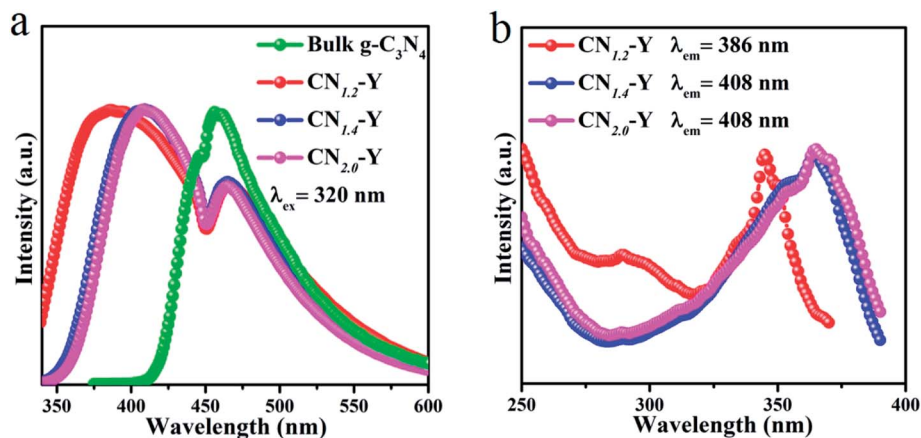 a
Bulk g-C₃N₄
CN₁.₂-Y
CN₁.₄-Y
CN₂.₀-Y
λₑₓ= 320 nm
Intensity (a.u.)
350 400 450 500 550 600
Wavelength (nm)
b
CN₁.₂-Y λₑₘ= 386 nm
CN₁.₄-Y λₑₘ= 408 nm
CN₂.₀-Y λₑₘ= 408 nm
Intensity (a.u.)
250 300 350 400
Wavelength (nm)